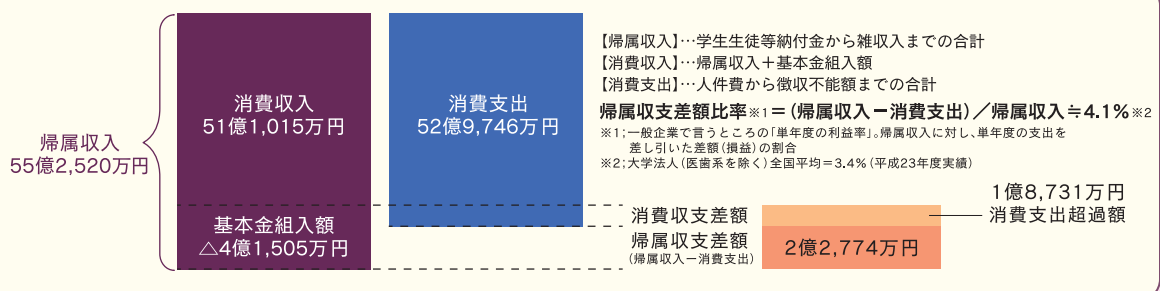 帰属収入
55億2,520万円
消費収入
51億1,015万円
基本金組入額
△4億1,505万円
消費支出
52億9,746万円
【帰属収入】…学生生徒等納付金から雑収入までの合計
【消費収入】…帰属収入＋基本金組入額
【消費支出】…人件費から徴収不能額までの合計
帰属収支差額比率※1＝（帰属収入－消費支出）／帰属収入≒4.1％※2
※1；一般企業で言うところの「単年度の利益率」。帰属収入に対し、単年度の支出を
差し引いた差額（損益）の割合
※2；大学法人（医歯系を除く）全国平均＝3.4％（平成23年度実績）
消費収支差額
1億8,731万円
消費支出超過額
帰属収支差額
（帰属収入－消費支出）
2億2,774万円